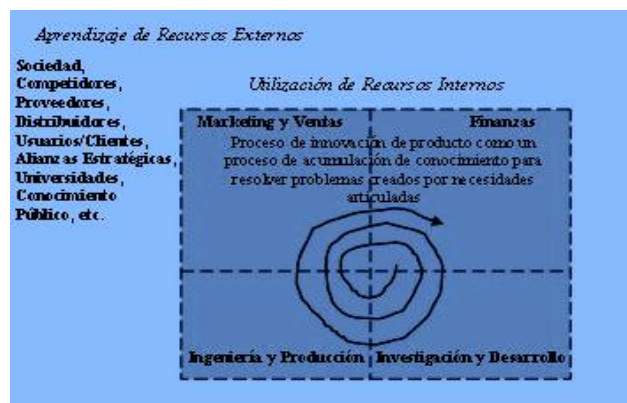 Aprendizaje de Recursos Externos
Sociedad,
Competidores,
Proveedores,
Distribuidores,
Usuarios/Clientes,
Alianzas Estratégicas,
Universidades,
Conocimiento
Público, etc.
Utilización de Recursos Internos
Marketing y Ventas
Finanzas
Proceso de innovación de producto como un
proceso de acumulación de conocimiento para
resolver problemas creados por necesidades
articuladas
Ingeniería y Producción
Investigación y Desarrollo